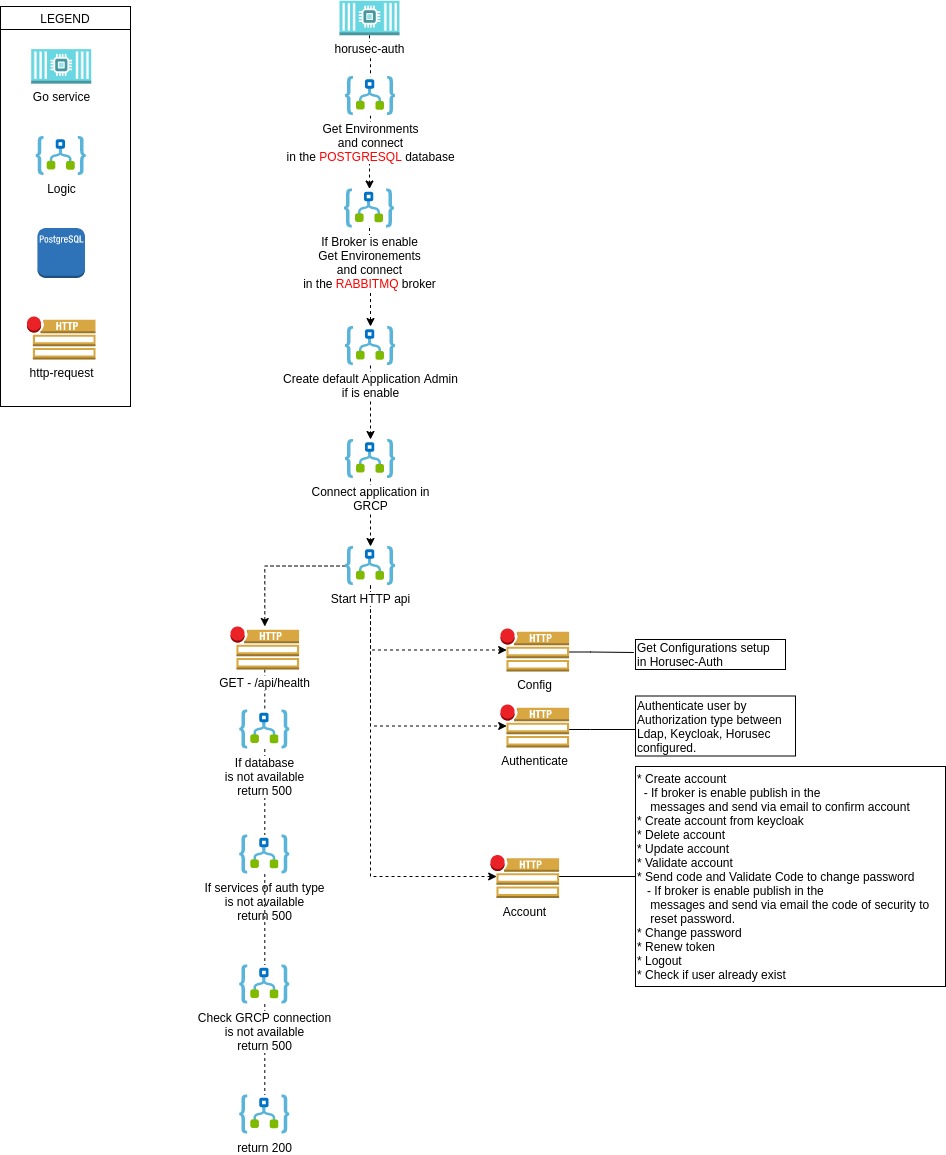 LEGEND
Go service
Logic
PostgreSQL
HTTP
http-request
horusec-auth
Get Environments
and connect
in the POSTGRESQL database
If Broker is enable
Get Environements
and connect
in the RABBITMQ broker
Create default Application Admin
if is enable
Connect application in
GRCP
Start HTTP api
HTTP
GET - /api/health
If database
is not available
return 500
If services of auth type
is not available
return 500
Check GRCP connection
is not available
return 500
return 200
HTTP
Config
Get Configurations setup
in Horusec-Auth
HTTP
Authenticate
Authenticate user by
Authorization type between
Ldap, Keycloak, Horusec
configured.
HTTP
Account
* Create account
- If broker is enable publish in the
messages and send via email to confirm account
* Create account from keycloak
* Delete account
* Update account
* Validate account
* Send code and Validate Code to change password
- If broker is enable publish in the
messages and send via email the code of security to
reset password.
* Change password
* Renew token
* Logout
* Check if user already exist